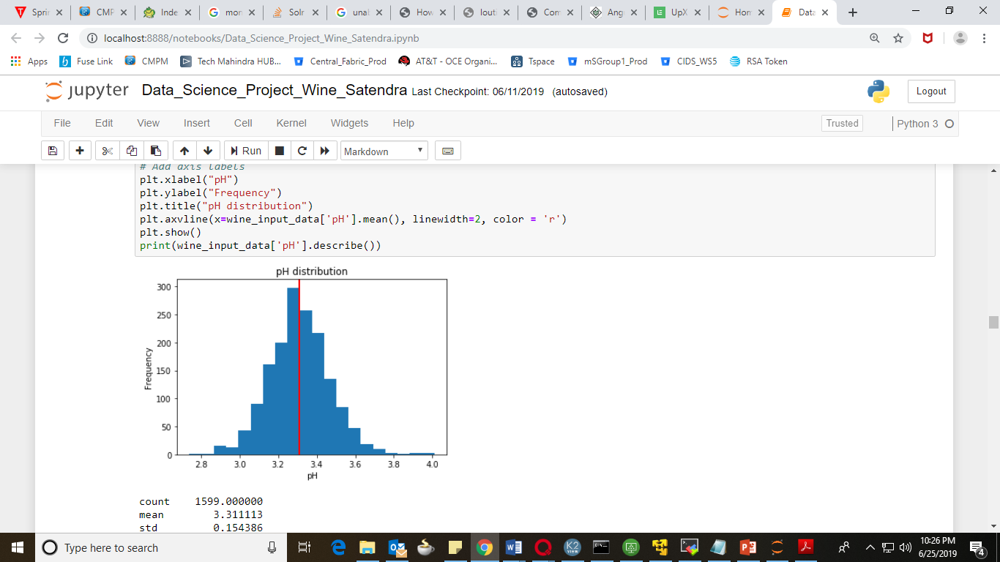 Sprin CMP Inde mon Solr una How louti Com Ang UpX Hom Data
localhost:8888/notebooks/Data_Science_Project_Wine_Satendra.ipynb
Apps Fuse Link CMPM Tech Mahindra HUB... Central_Fabric_Prod AT&T - OCE Organi... Tspace mSGroup1_Prod CIDS_WS5 RSA Token
jupyter Data_Science_Project_Wine_Satendra Last Checkpoint: 06/11/2019 (autosaved) Logout
File Edit View Insert Cell Kernel Widgets Help Trusted Python 3
Run Markdown
# Add axis labels
plt.xlabel("pH")
plt.ylabel("Frequency")
plt.title("pH distribution")
plt.axvline(x=wine_input_data['pH'].mean(), linewidth=2, color = 'r')
plt.show()
print(wine_input_data['pH'].describe())
pH distribution
300
250
200
150
100
50
0
Frequency
2.8 3.0 3.2 3.4 3.6 3.8 4.0
pH
count 1599.000000
mean 3.311113
std 0.154386
Type here to search
10:26 PM
6/25/2019
4